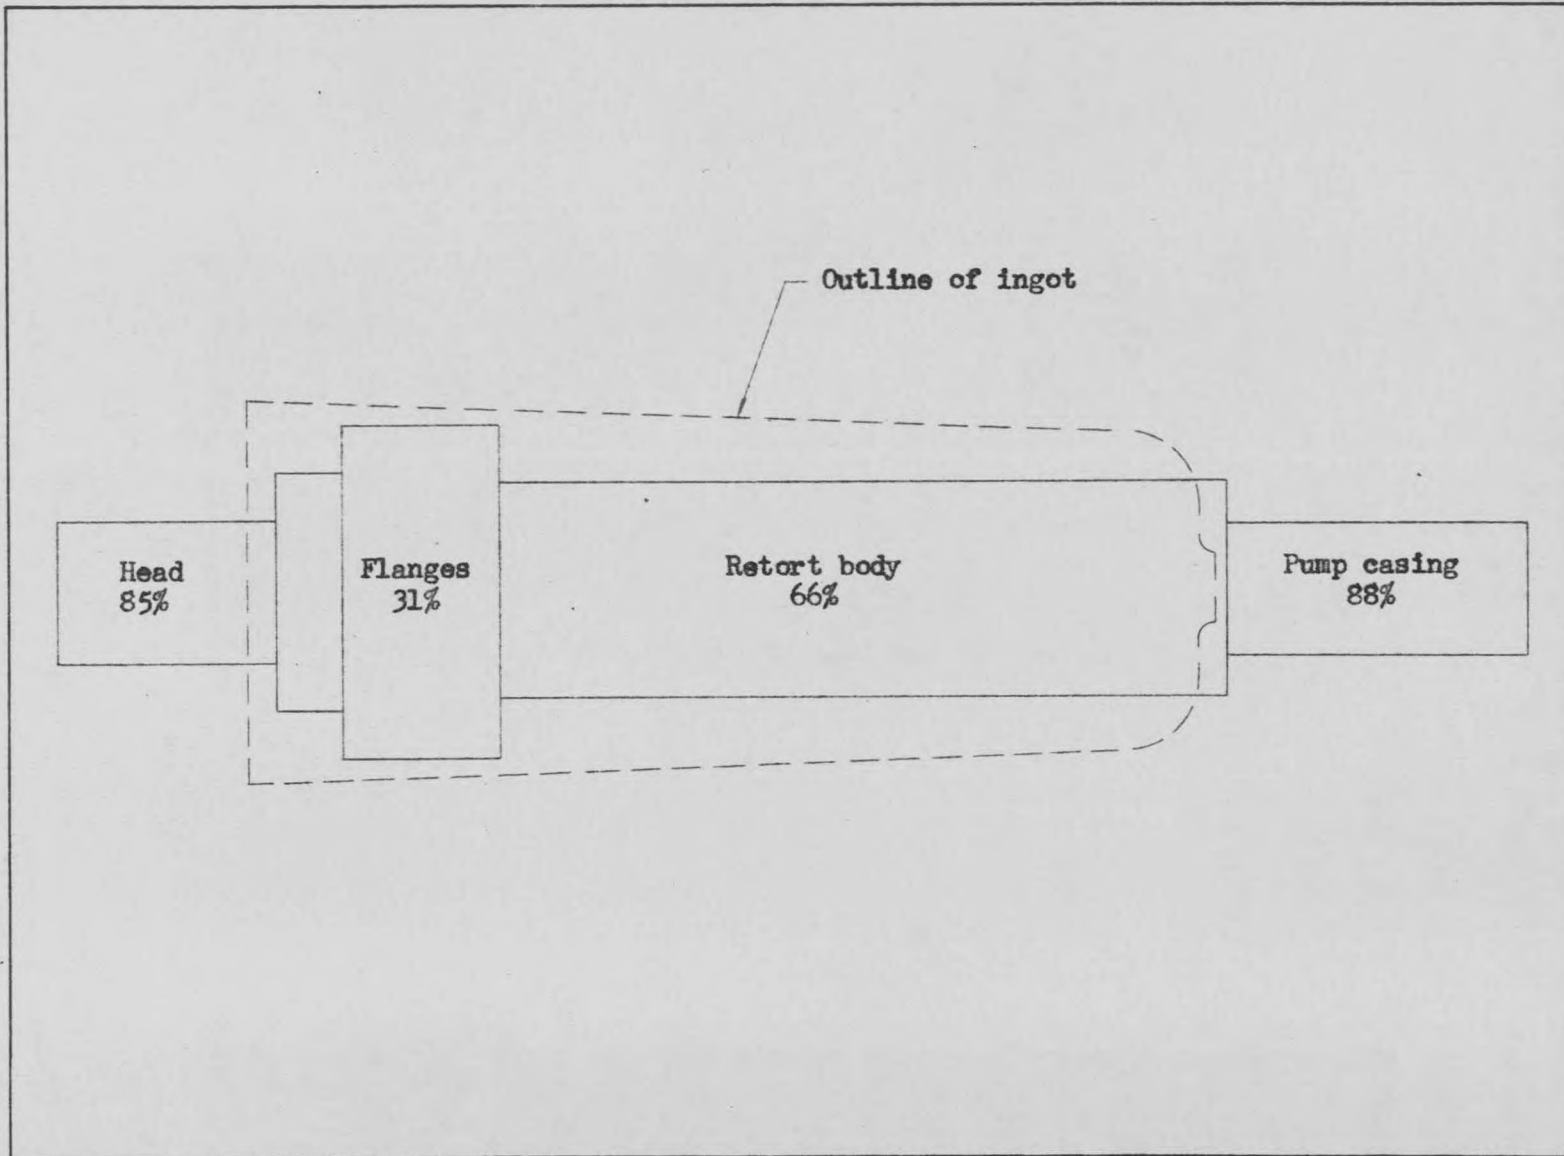 Outline of ingot
Head
85%
Flanges
31%
Retort body
66%
Pump casing
88%